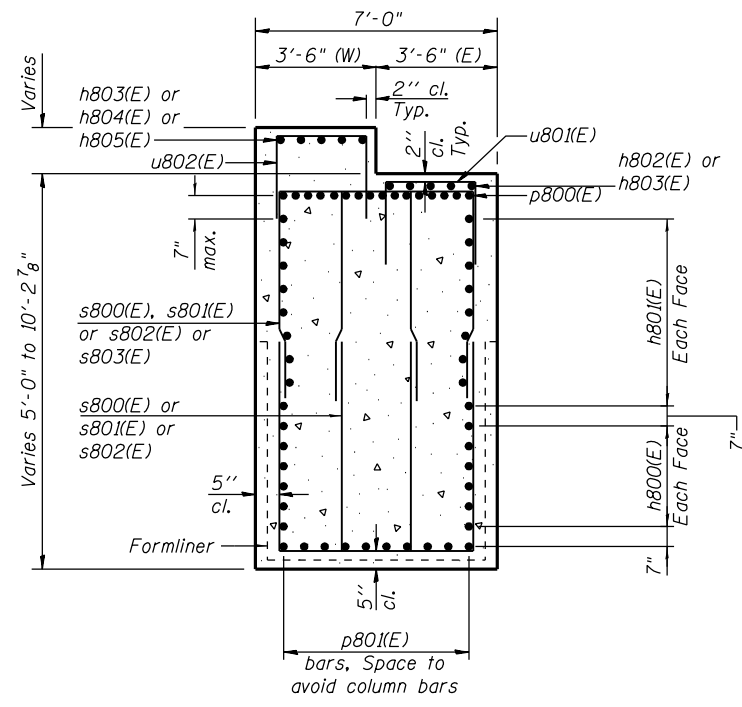 7'-0"
3'-6" (W)
3'-6" (E)
Varies
2" cl.
Typ.
2"
cl.
Typ.
h803(E) or
h804(E) or
h805(E)
u802(E)
u801(E)
h802(E) or
h803(E)
p800(E)
7"
max.
Varies 5'-0" to 10'-2 7/8"
s800(E), s801(E)
or s802(E) or
s803(E)
h801(E)
Each Face
s800(E) or
s801(E) or
s802(E)
7"
h800(E)
Each Face
5"
cl.
Formliner
7"
5"
cl.
p801(E)
bars, Space to
avoid column bars